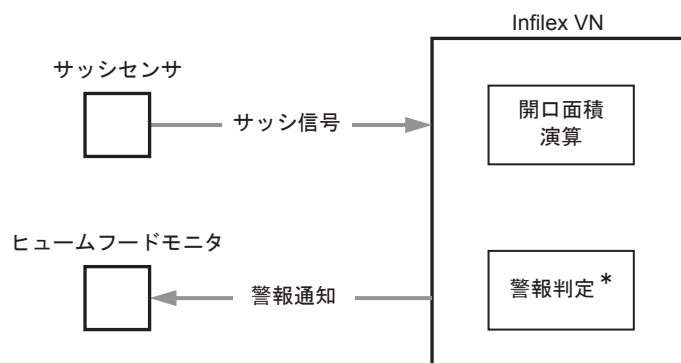 Infilex VN
サッシセンサ
サッシ信号
開口面積
演算
ヒュームフードモニタ
警報通知
警報判定*